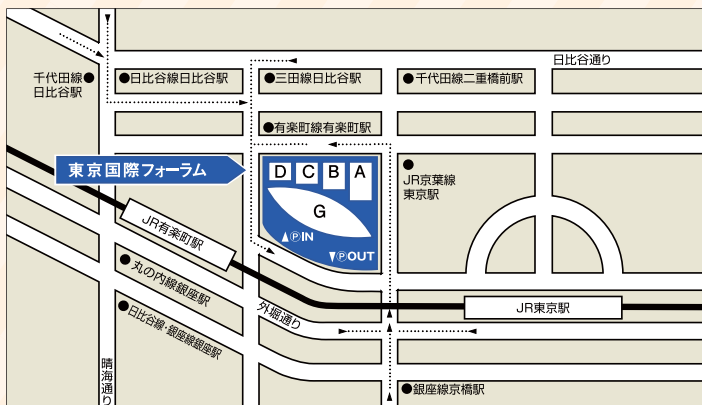 日比谷通り
千代田線
日比谷駅
日比谷線日比谷駅
三田線日比谷駅
千代田線二重橋前駅
有楽町線有楽町駅
東京国際フォーラム
D C B A
G
▲ⓅIN
▼ⓅOUT
JR京葉線
東京駅
JR有楽町駅
丸の内線銀座駅
日比谷線・銀座線銀座駅
外堀通り
JR東京駅
晴海通り
銀座線京橋駅